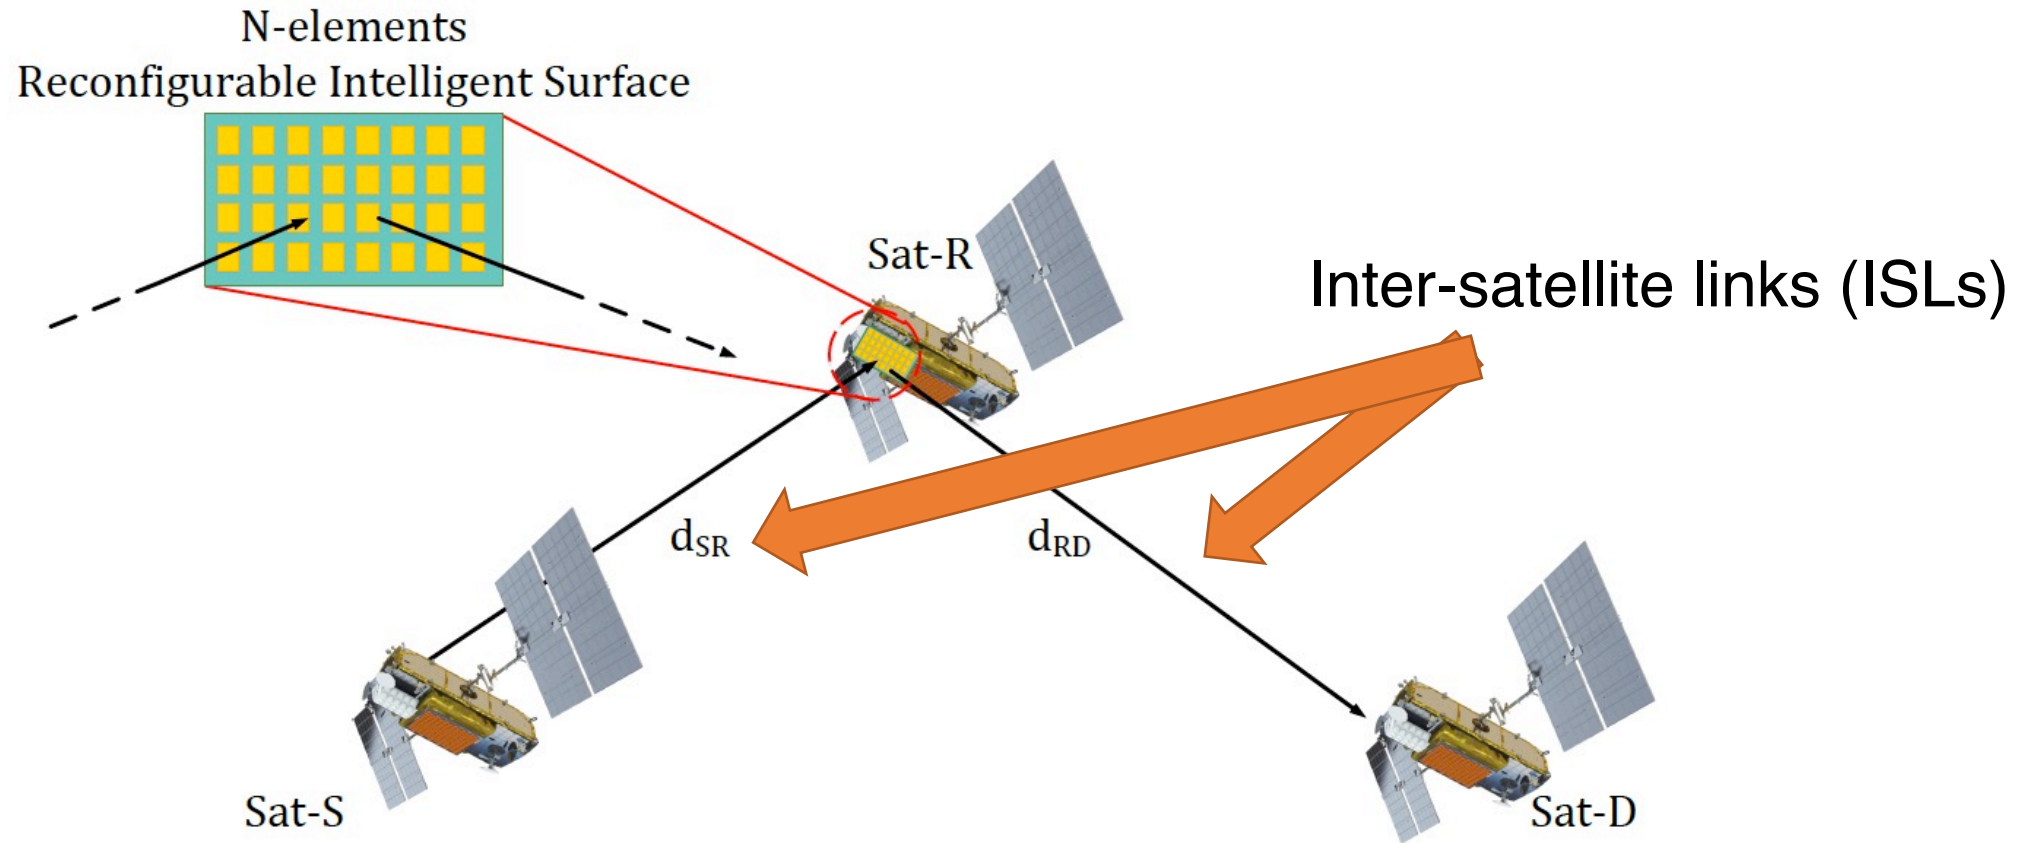 N-elements
Reconfigurable Intelligent Surface
Sat-R
Inter-satellite links (ISLs)
dSR
dRD
Sat-S
Sat-D